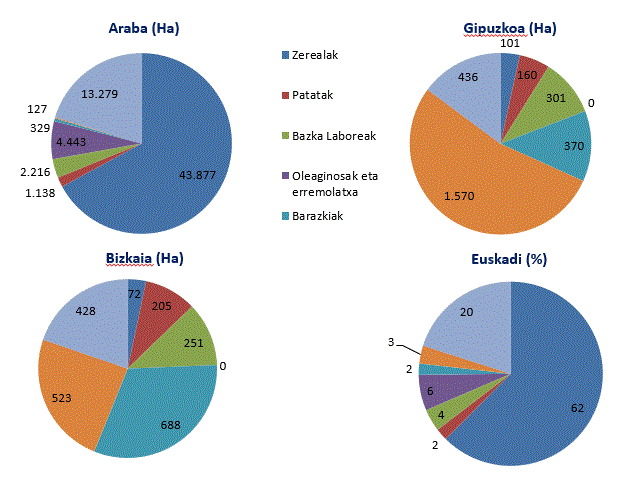 Araba (Ha)
13.279
127
329
4.443
2.216
1.138
43.877
Zerealak
Patatak
Bazka Laboreak
Oleaginosak eta
erremolatxa
Barazkiak
Gipuzkoa (Ha)
101
436
160
301
0
370
1.570
Bizkaia (Ha)
72
428
205
251
0
523
688
Euskadi (%)
20
3
2
6
4
2
62